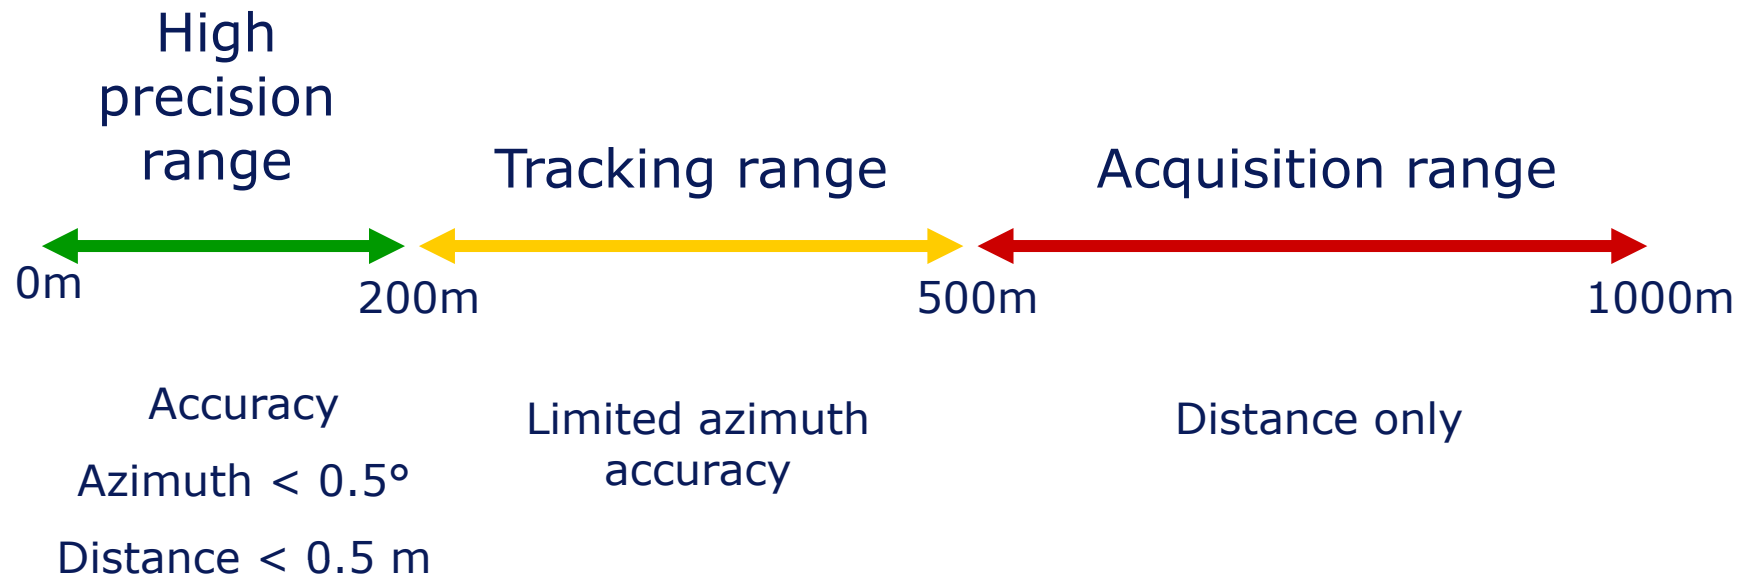 High
precision
range
Tracking range
Acquisition range
0m
200m
500m
1000m
Accuracy
Azimuth < 0.5°
Distance < 0.5 m
Limited azimuth
accuracy
Distance only